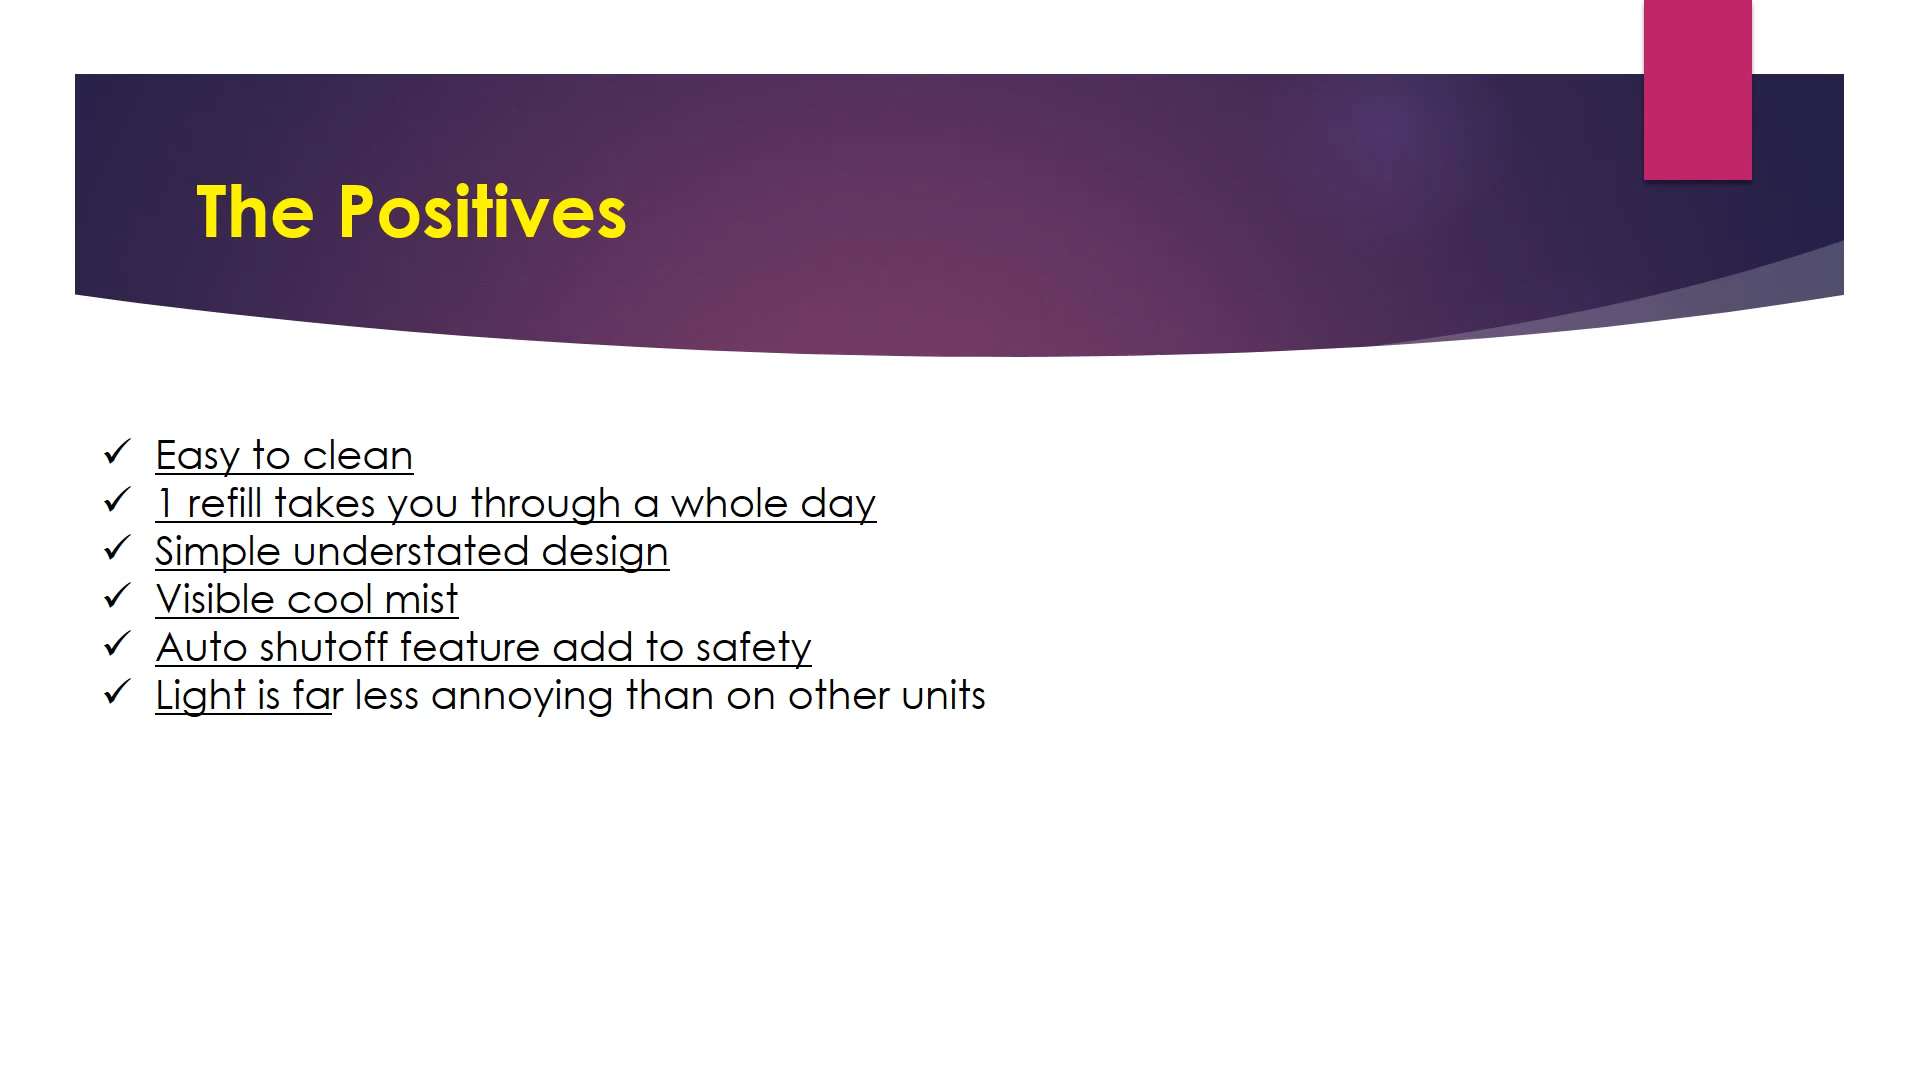 The Positives
✓ Easy to clean
✓ 1 refill takes you through a whole day
✓ Simple understated design
✓ Visible cool mist
✓ Auto shutoff feature add to safety
✓ Light is far less annoying than on other units